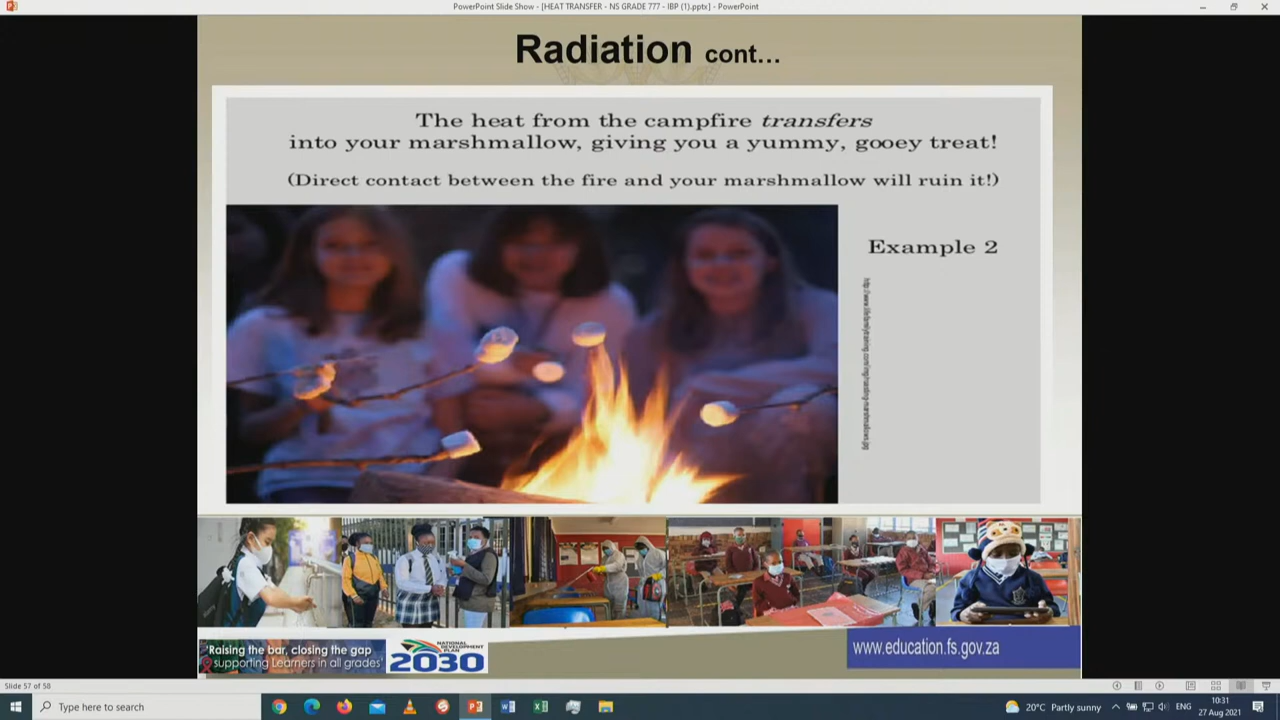 PowerPoint Slide Show - [HEAT TRANSFER - NS GRADE 777 - IBP (1).pptx] - PowerPoint
Radiation cont...
The heat from the campfire transfers
into your marshmallow, giving you a yummy, gooey treat!
(Direct contact between the fire and your marshmallow will ruin it!)
Example 2
'Raising the bar, closing the gap
supporting Learners in all grades'
NATIONAL
DEVELOPMENT
PLAN
2030
www.education.fs.gov.za
Slide 57 of 58
Type here to search
20°C Partly sunny
ENG
10:31
27 Aug 2021